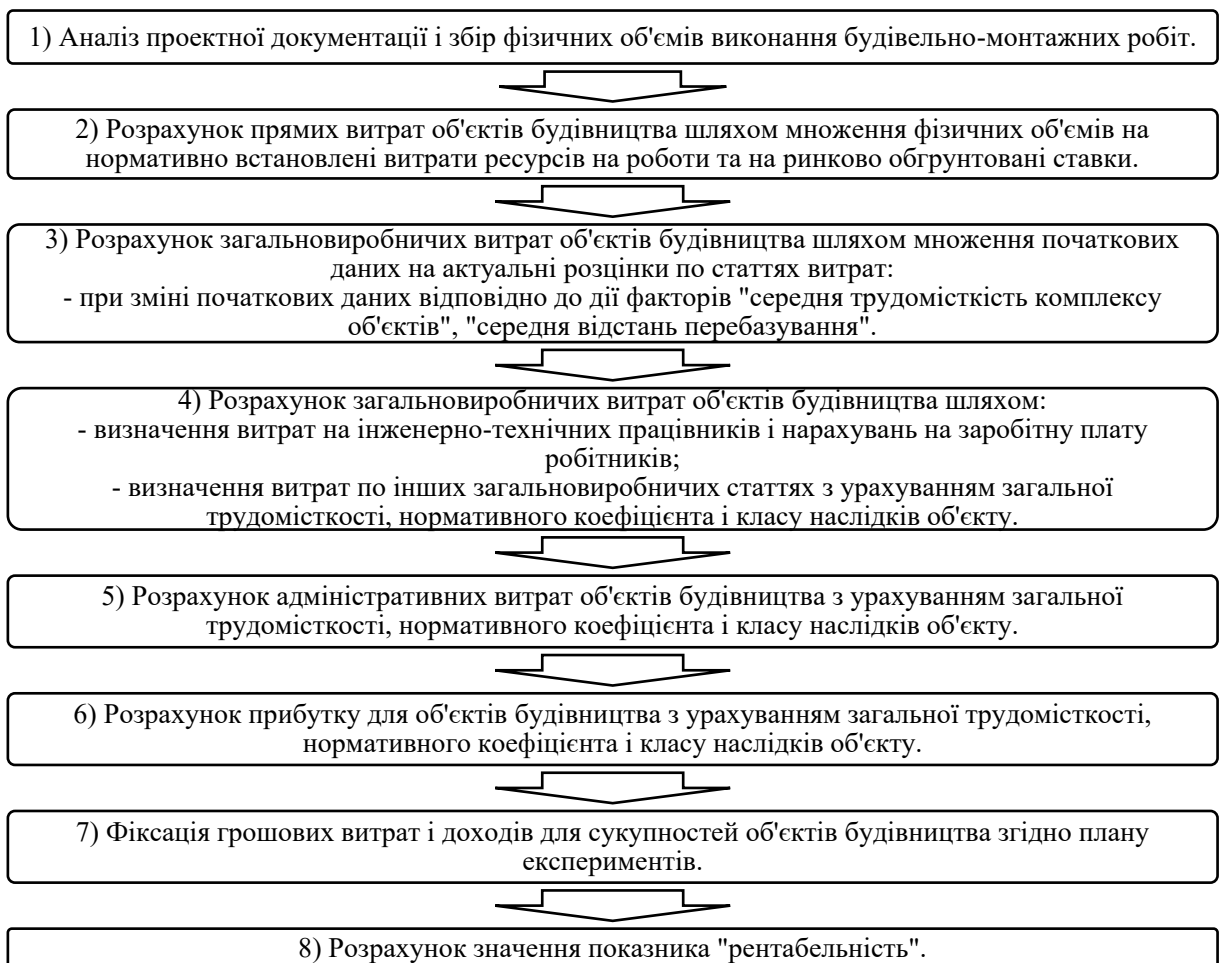 1) Аналіз проектної документації і збір фізичних об'ємів виконання будівельно-монтажних робіт.
2) Розрахунок прямих витрат об'єктів будівництва шляхом множення фізичних об'ємів на
нормативно встановлені витрати ресурсів на роботи та на ринково обгрунтовані ставки.
3) Розрахунок загальновиробничих витрат об'єктів будівництва шляхом множення початкових
даних на актуальні розцінки по статтях витрат:
- при зміні початкових даних відповідно до дії факторів "середня трудомісткість комплексу
об'єктів", "середня відстань перебазування".
4) Розрахунок загальновиробничих витрат об'єктів будівництва шляхом:
- визначення витрат на інженерно-технічних працівників і нарахувань на заробітну плату
робітників;
- визначення витрат по інших загальновиробничих статтях з урахуванням загальної
трудомісткості, нормативного коефіцієнта і класу наслідків об'єкту.
5) Розрахунок адміністративних витрат об'єктів будівництва з урахуванням загальної
трудомісткості, нормативного коефіцієнта і класу наслідків об'єкту.
6) Розрахунок прибутку для об'єктів будівництва з урахуванням загальної трудомісткості,
нормативного коефіцієнта і класу наслідків об'єкту.
7) Фіксація грошових витрат і доходів для сукупностей об'єктів будівництва згідно плану
експериментів.
8) Розрахунок значення показника "рентабельність".